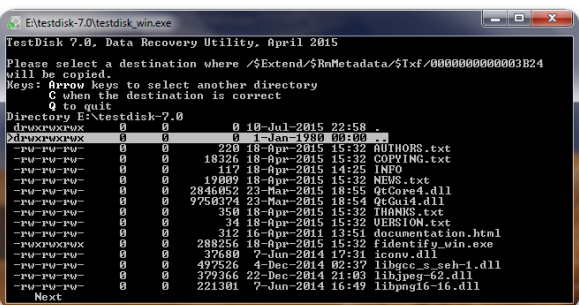 E:\testdisk-7.0\testdisk_win.exe
TestDisk 7.0, Data Recovery Utility, April 2015
Please select a destination where /$Extend/$RmMetadata/$Txf/0000000000003B24
will be copied.
Keys: Arrow keys to select another directory
C when the destination is correct
Q to quit
Directory E:\testdisk-7.0
drwxrwxrwx 0 0 0 10-Jul-2015 22:58 .
>drwxrwxrwx 0 0 0 1-Jan-1980 00:00 ..
-rw-rw-rw- 0 0 220 18-Apr-2015 15:32 AUTHORS.txt
-rw-rw-rw- 0 0 18326 18-Apr-2015 15:32 COPYING.txt
-rw-rw-rw- 0 0 117 18-Apr-2015 14:25 INFO
-rw-rw-rw- 0 0 19009 18-Apr-2015 15:32 NEWS.txt
-rw-rw-rw- 0 0 2846052 23-Mar-2015 18:55 QtCore4.dll
-rw-rw-rw- 0 0 9750374 23-Mar-2015 18:54 QtGui4.dll
-rw-rw-rw- 0 0 350 18-Apr-2015 15:32 THANKS.txt
-rw-rw-rw- 0 0 34 18-Apr-2015 15:32 VERSION.txt
-rw-rw-rw- 0 0 312 16-Apr-2011 13:51 documentation.html
-rwxrwxrwx 0 0 288256 18-Apr-2015 15:32 fidentify_win.exe
-rw-rw-rw- 0 0 37680 7-Jun-2014 17:31 iconv.dll
-rw-rw-rw- 0 0 497526 4-Dec-2014 02:37 libgcc_s_seh-1.dll
-rw-rw-rw- 0 0 379366 22-Dec-2014 21:03 libjpeg-62.dll
-rw-rw-rw- 0 0 221301 7-Jun-2014 16:49 libpng16-16.dll
Next